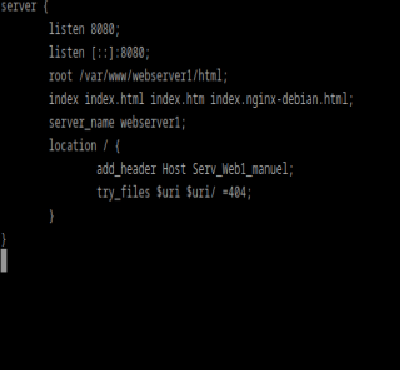 server {
listen 8080;
listen [::]:8080;
root /var/www/webserver1/html;
index index.html index.htm index.nginx-debian.html;
server_name webserver1;
location / {
add_header Host Serv_Web1_manuel;
try_files $uri $uri/ =404;
}
}